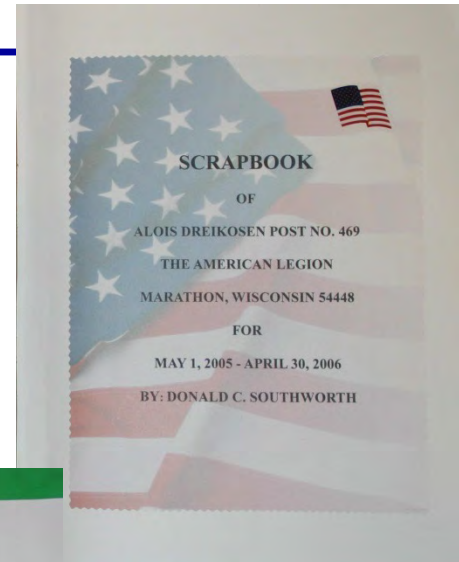 SCRAPBOOK
OF
ALOIS DREIKOSEN POST NO. 469
THE AMERICAN LEGION
MARATHON, WISCONSIN 54448
FOR
MAY 1, 2005 - APRIL 30, 2006
BY: DONALD C. SOUTHWORTH